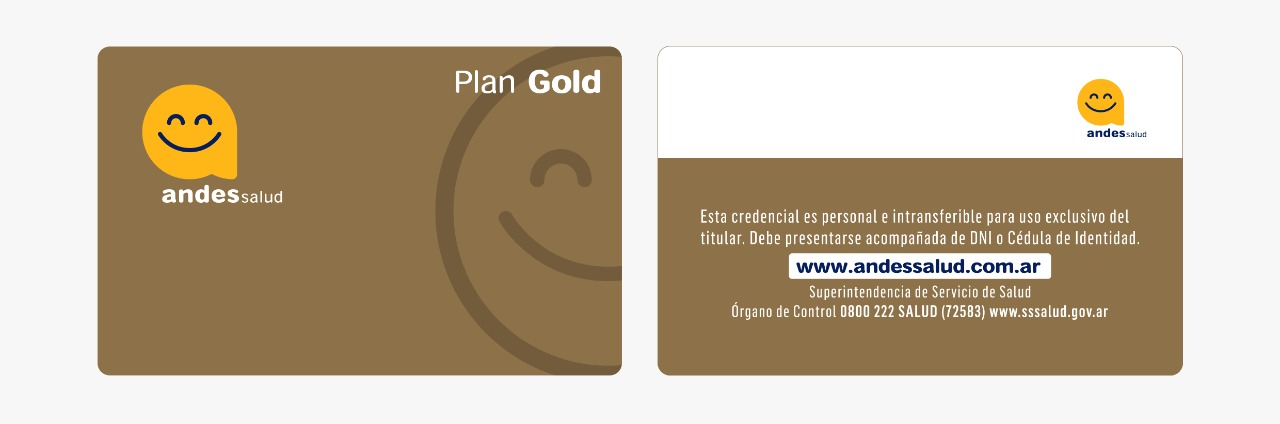 Plan Gold
andessalud
andessalud
Esta credencial es personal e intransferible para uso exclusivo del
titular. Debe presentarse acompañada de DNI o Cédula de Identidad.
www.andessalud.com.ar
Superintendencia de Servicio de Salud
Órgano de Control 0800 222 SALUD (72583) www.sssalud.gov.ar